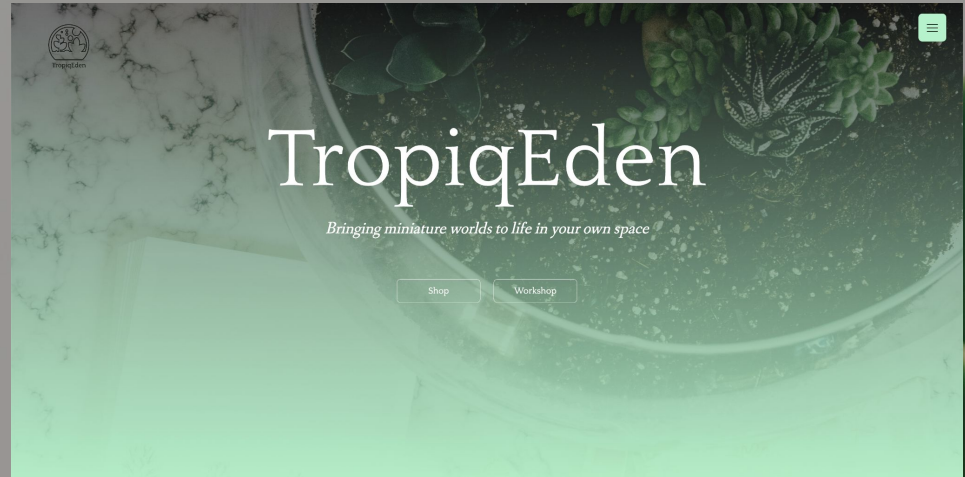 TropiqEden
TropiqEden
Bringing miniature worlds to life in your own space
Shop
Workshop